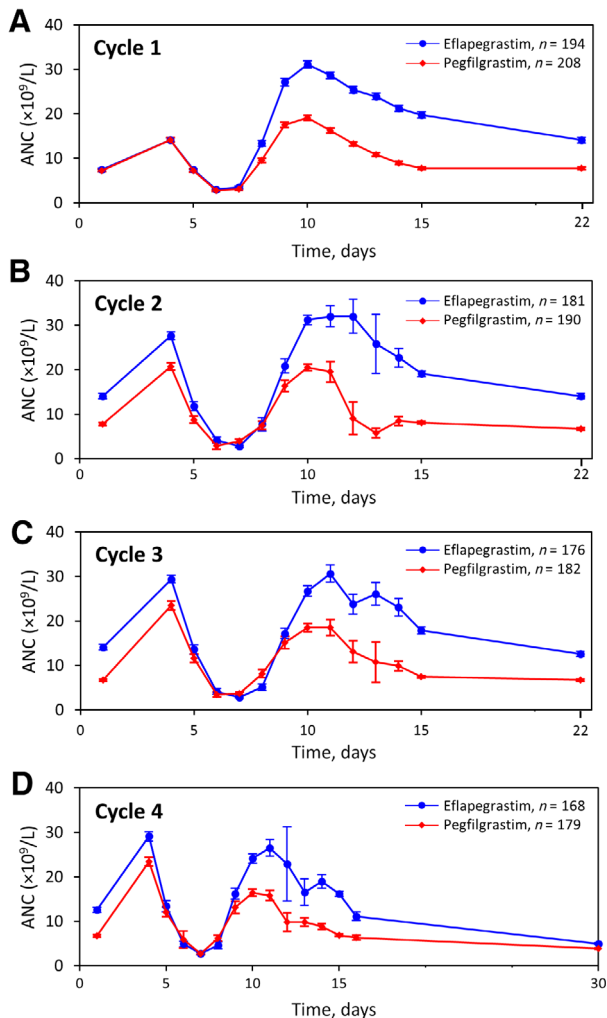 A
Cycle 1
Eflapegrastim, n = 194
Pegfilgrastim, n = 208
ANC (×10⁹/L)
40
30
20
10
0
0 5 10 15 22
Time, days
B
Cycle 2
Eflapegrastim, n = 181
Pegfilgrastim, n = 190
ANC (×10⁹/L)
40
30
20
10
0
0 5 10 15 22
Time, days
C
Cycle 3
Eflapegrastim, n = 176
Pegfilgrastim, n = 182
ANC (×10⁹/L)
40
30
20
10
0
0 5 10 15 22
Time, days
D
Cycle 4
Eflapegrastim, n = 168
Pegfilgrastim, n = 179
ANC (×10⁹/L)
40
30
20
10
0
0 5 10 15 30
Time, days